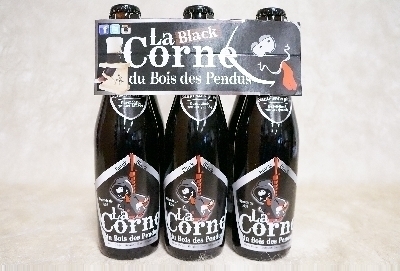 La Black
Corne
du Bois des Pendus
La
Corne
du Bois des Pendus
La
Corne
du Bois des Pendus
La
Corne
du Bois des Pendus